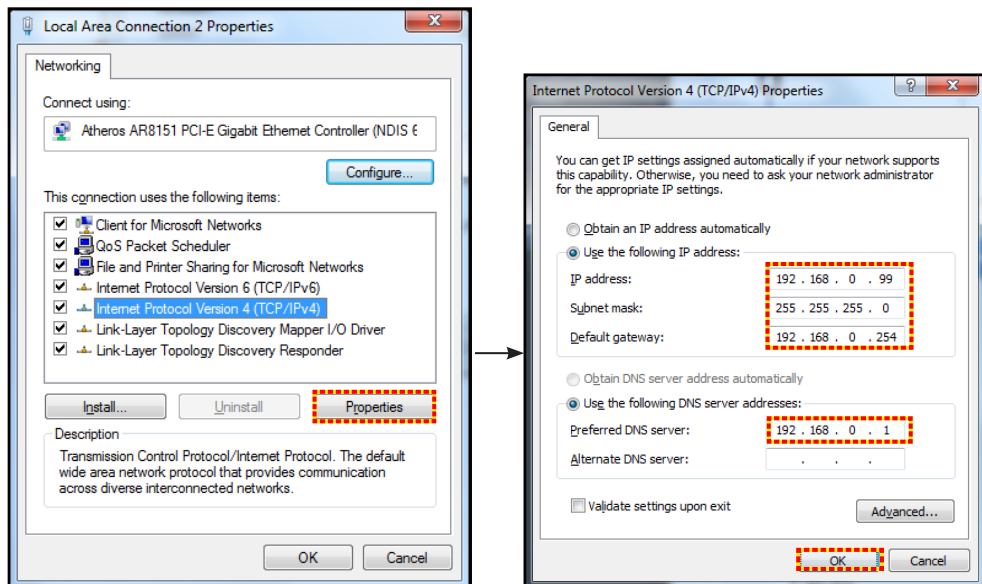 Local Area Connection 2 Properties
Networking
Connect using:
Atheros AR8151 PCI-E Gigabit Ethernet Controller (NDIS 6
Configure...
This connection uses the following items:
Client for Microsoft Networks
QoS Packet Scheduler
File and Printer Sharing for Microsoft Networks
Internet Protocol Version 6 (TCP/IPv6)
Internet Protocol Version 4 (TCP/IPv4)
Link-Layer Topology Discovery Mapper I/O Driver
Link-Layer Topology Discovery Responder
Install...
Uninstall
Properties
Description
Transmission Control Protocol/Internet Protocol. The default
wide area network protocol that provides communication
across diverse interconnected networks.
OK
Cancel
Internet Protocol Version 4 (TCP/IPv4) Properties
?
General
You can get IP settings assigned automatically if your network supports
this capability. Otherwise, you need to ask your network administrator
for the appropriate IP settings.
Obtain an IP address automatically
Use the following IP address:
IP address: 192 . 168 . 0 . 99
Subnet mask: 255 . 255 . 255 . 0
Default gateway: 192 . 168 . 0 . 254
Obtain DNS server address automatically
Use the following DNS server addresses:
Preferred DNS server: 192 . 168 . 0 . 1
Alternate DNS server: . . .
Validate settings upon exit
Advanced...
OK
Cancel